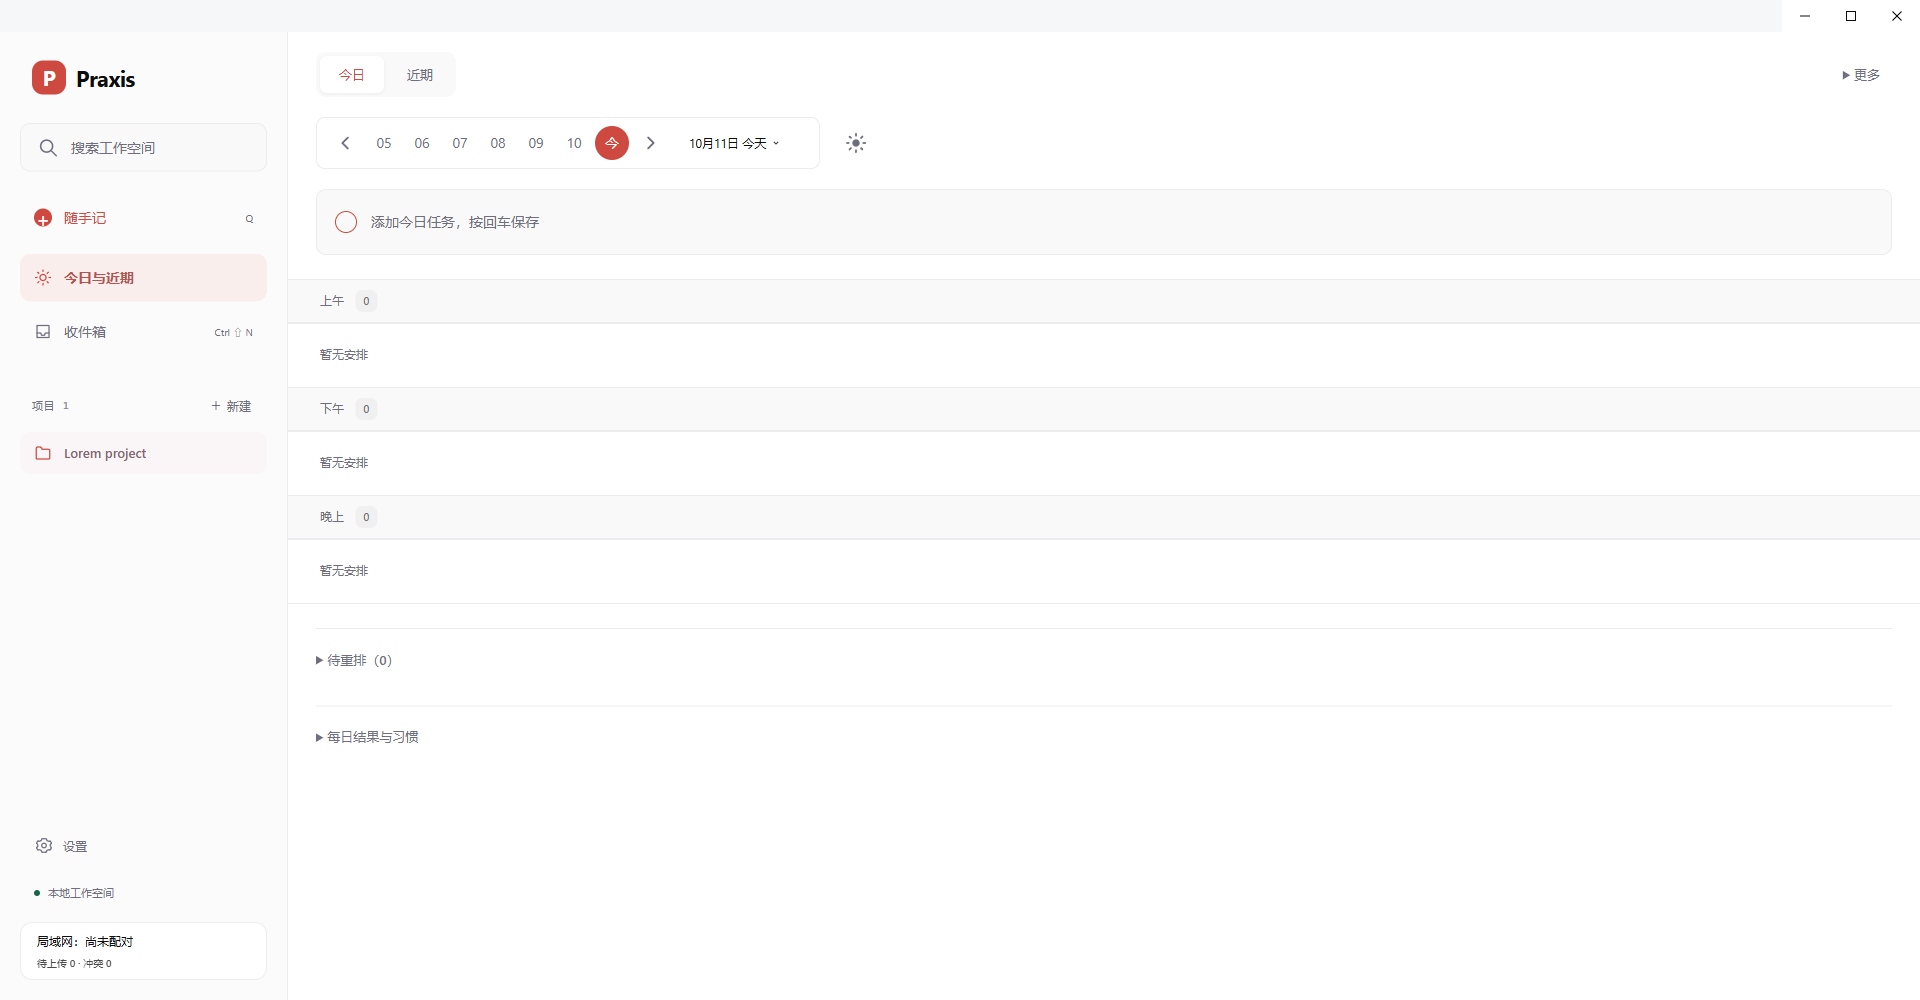 P Praxis
搜索工作空间
随手记 Q
今日与近期
收件箱 Ctrl ⇧ N
项目 1 + 新建
Lorem project
设置
本地工作空间
局域网：尚未配对
待上传 0 · 冲突 0
今日 近期
更多
05 06 07 08 09 10 今 10月11日 今天
添加今日任务，按回车保存
上午 0
暂无安排
下午 0
暂无安排
晚上 0
暂无安排
待重排（0）
每日结果与习惯